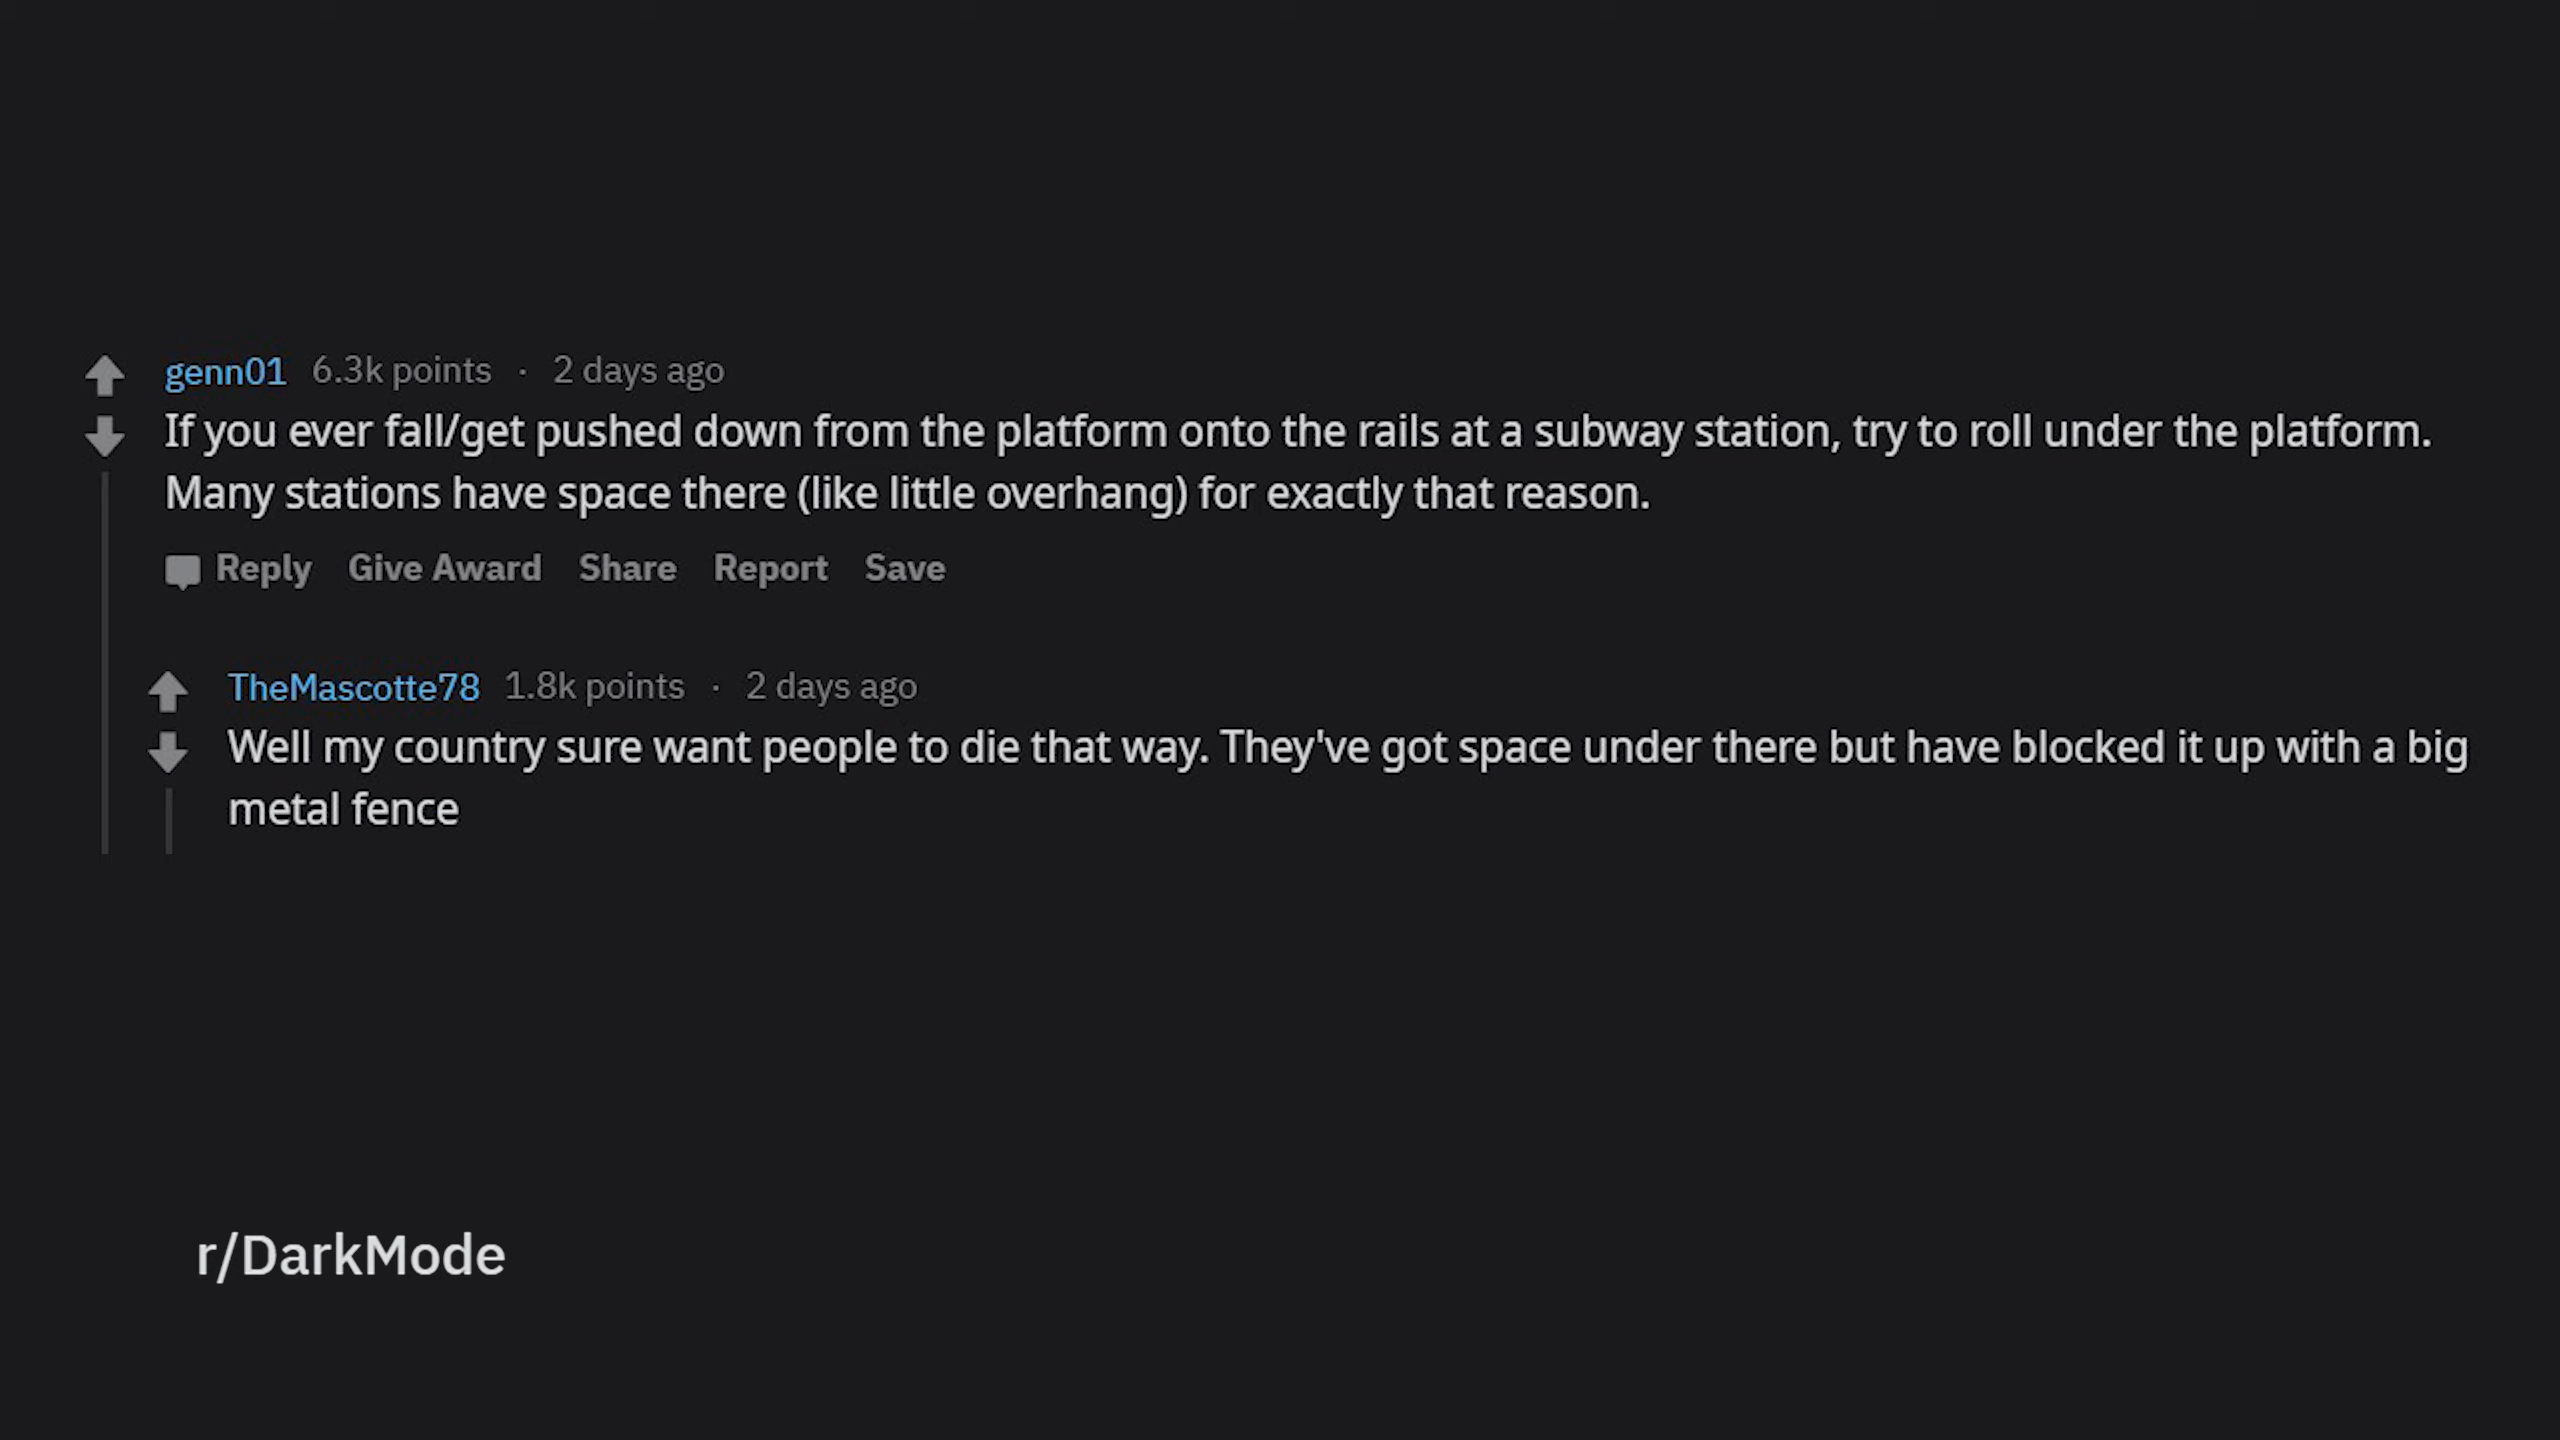 genn01 6.3k points · 2 days ago
If you ever fall/get pushed down from the platform onto the rails at a subway station, try to roll under the platform.
Many stations have space there (like little overhang) for exactly that reason.
Reply Give Award Share Report Save
TheMascotte78 1.8k points · 2 days ago
Well my country sure want people to die that way. They've got space under there but have blocked it up with a big
metal fence
r/DarkMode